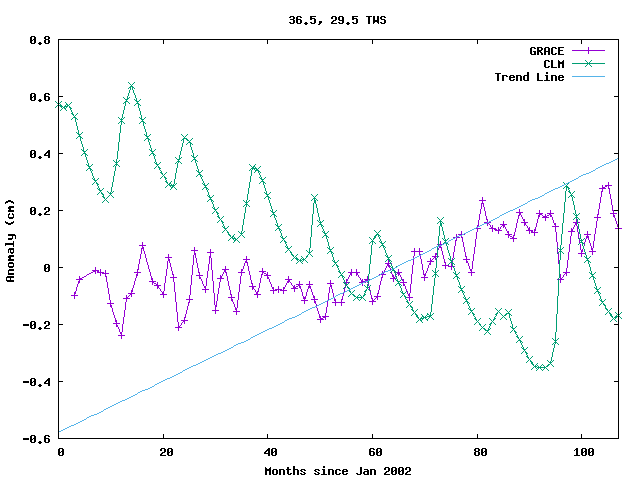 36.5, 29.5 TWS
GRACE
CLM
Trend Line
0.8
0.6
0.4
0.2
0
-0.2
-0.4
-0.6
Anomaly (cm)
0 20 40 60 80 100
Months since Jan 2002